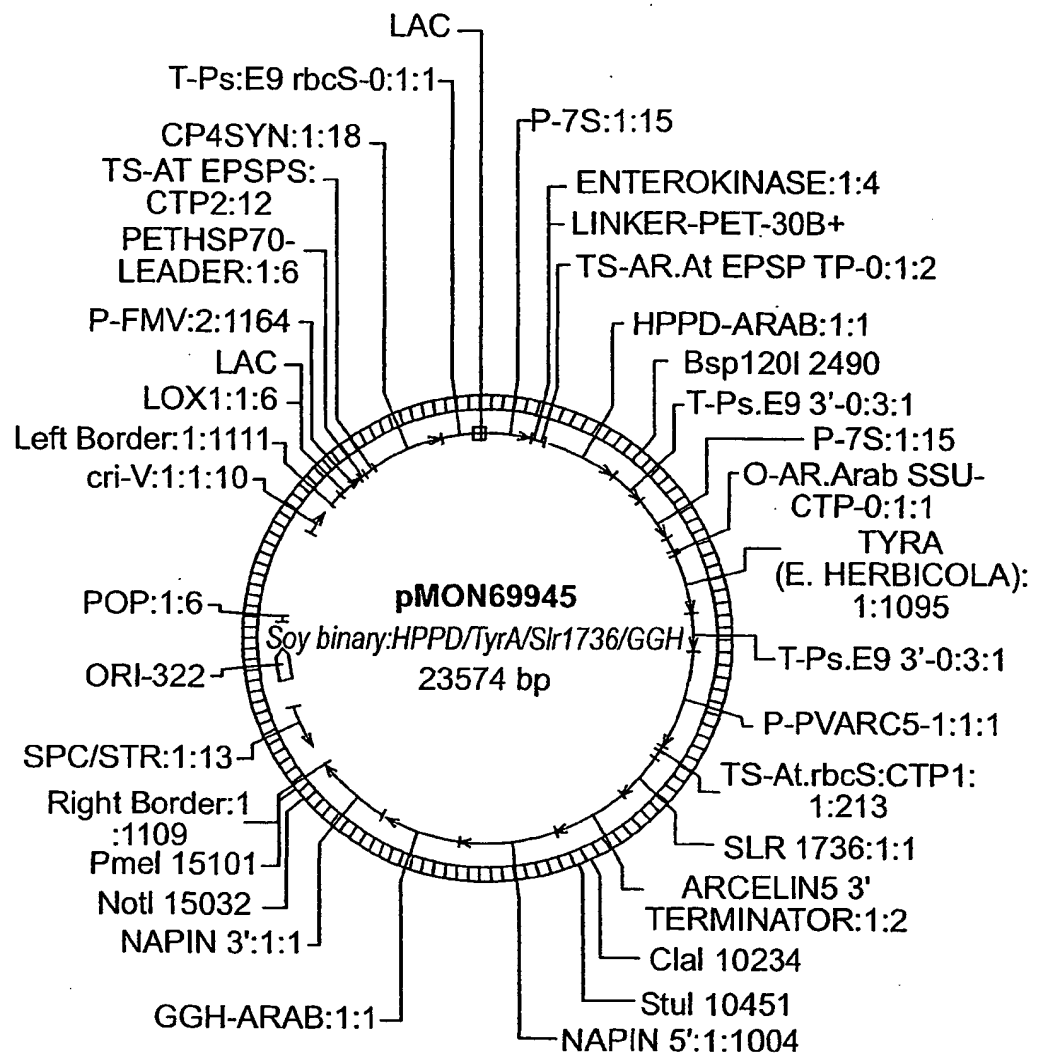 LAC
T-Ps:E9 rbcS-0:1:1
P-7S:1:15
CP4SYN:1:18
TS-AT EPSPS:
CTP2:12
ENTEROKINASE:1:4
LINKER-PET-30B+
PETHSP70-
LEADER:1:6
TS-AR.At EPSP TP-0:1:2
P-FMV:2:1164
HPPD-ARAB:1:1
LAC
Bsp120I 2490
LOX1:1:6
T-Ps.E9 3'-0:3:1
Left Border:1:1111
P-7S:1:15
cri-V:1:1:10
O-AR.Arab SSU-
CTP-0:1:1
TYRA
(E. HERBICOLA):
1:1095
POP:1:6
pMON69945
Soy binary:HPPD/TyrA/Slr1736/GGH
23574 bp
ORI-322
T-Ps.E9 3'-0:3:1
P-PVARC5-1:1:1
SPC/STR:1:13
TS-At.rbcS:CTP1:
1:213
Right Border:1
:1109
SLR 1736:1:1
PmeI 15101
ARCELIN5 3'
TERMINATOR:1:2
NotI 15032
NAPIN 3':1:1
ClaI 10234
StuI 10451
GGH-ARAB:1:1
NAPIN 5':1:1004